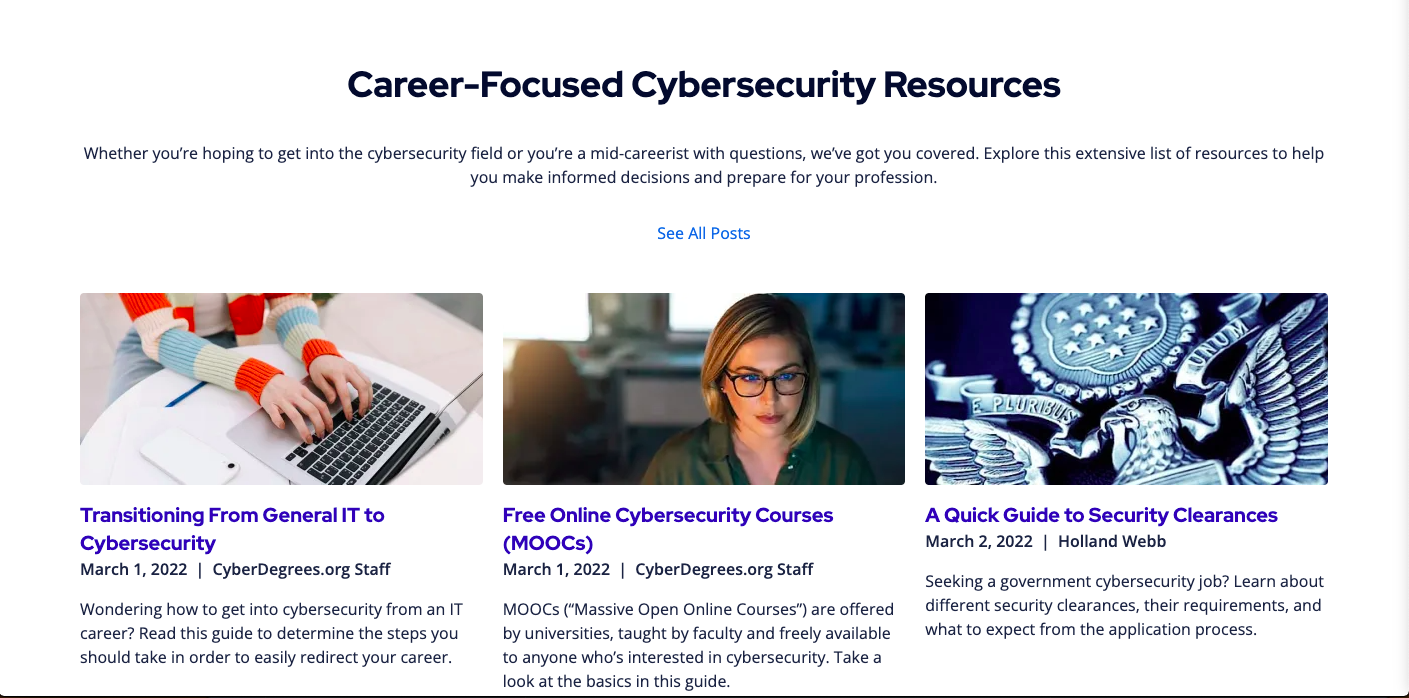 Career-Focused Cybersecurity Resources
Whether you’re hoping to get into the cybersecurity field or you’re a mid-careerist with questions, we’ve got you covered. Explore this extensive list of resources to help
you make informed decisions and prepare for your profession.
See All Posts
E PLURIBUS
UNUM
Transitioning From General IT to
Cybersecurity
March 1, 2022 | CyberDegrees.org Staff
Wondering how to get into cybersecurity from an IT
career? Read this guide to determine the steps you
should take in order to easily redirect your career.
Free Online Cybersecurity Courses
(MOOCs)
March 1, 2022 | CyberDegrees.org Staff
MOOCs (“Massive Open Online Courses”) are offered
by universities, taught by faculty and freely available
to anyone who’s interested in cybersecurity. Take a
look at the basics in this guide.
A Quick Guide to Security Clearances
March 2, 2022 | Holland Webb
Seeking a government cybersecurity job? Learn about
different security clearances, their requirements, and
what to expect from the application process.